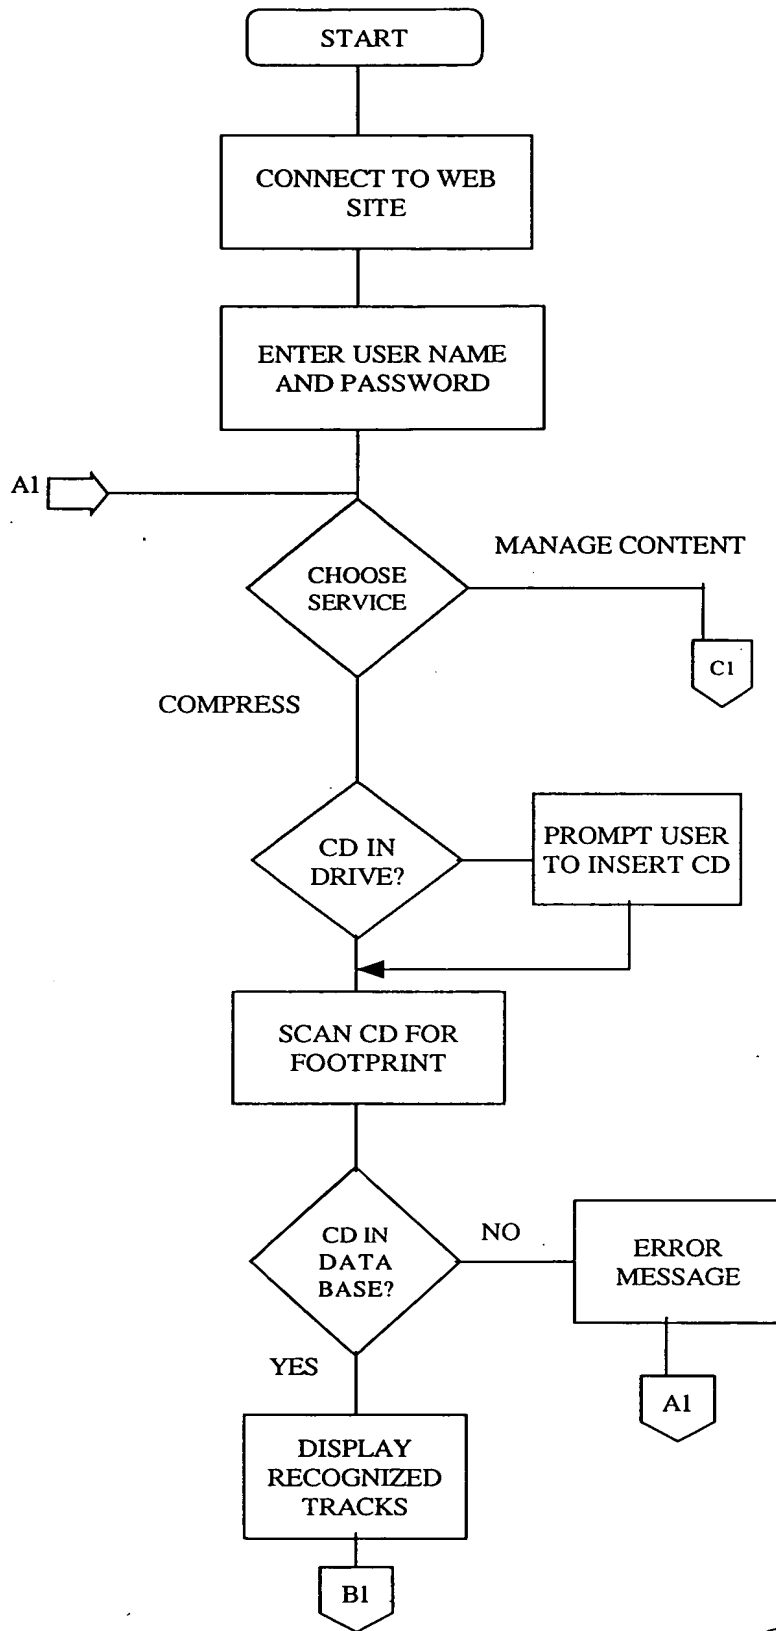 START
CONNECT TO WEB
SITE
ENTER USER NAME
AND PASSWORD
A1
MANAGE CONTENT
CHOOSE
SERVICE
C1
COMPRESS
CD IN
DRIVE?
PROMPT USER
TO INSERT CD
SCAN CD FOR
FOOTPRINT
CD IN
DATA
BASE?
NO
ERROR
MESSAGE
YES
A1
DISPLAY
RECOGNIZED
TRACKS
B1